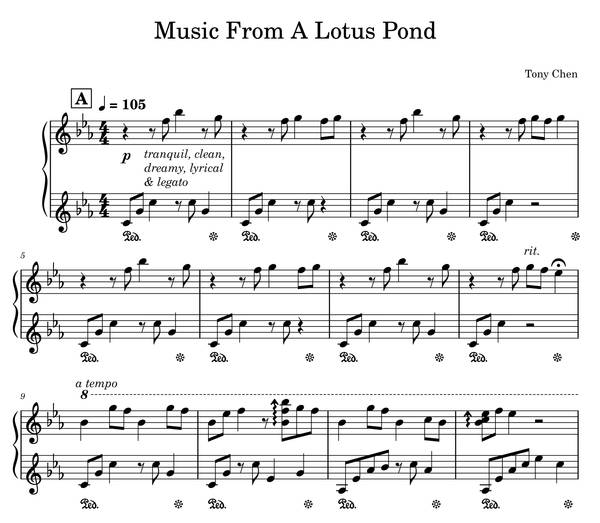 Music From A Lotus Pond
Tony Chen
A
♩ = 105
p tranquil, clean,
dreamy, lyrical
& legato
Ped. Ped. Ped. Ped.
5
rit.
Ped. Ped. Ped. Ped.
a tempo
9
8
Ped. Ped. Ped. Ped.